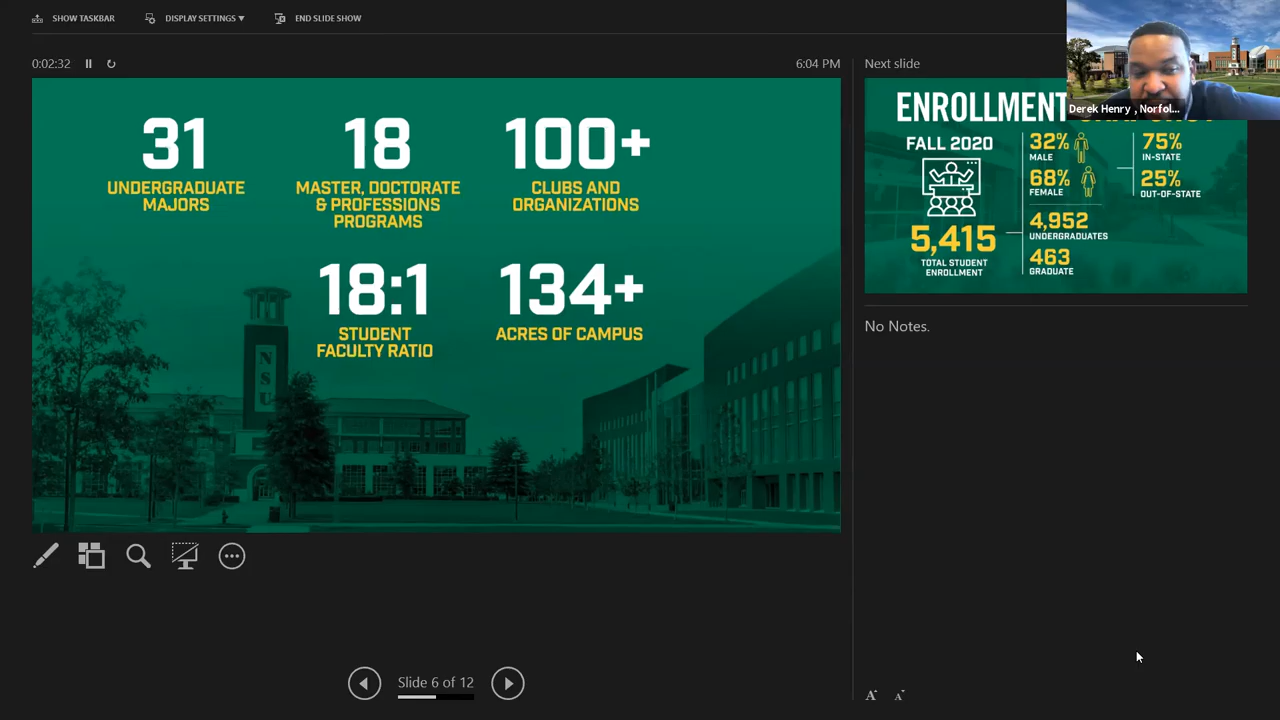 SHOW TASKBAR
DISPLAY SETTINGS ▼
END SLIDE SHOW
0:02:32
6:04 PM
31
UNDERGRADUATE
MAJORS
18
MASTER, DOCTORATE
& PROFESSIONS
PROGRAMS
100+
CLUBS AND
ORGANIZATIONS
18:1
STUDENT
FACULTY RATIO
134+
ACRES OF CAMPUS
NSU
Slide 6 of 12
Next slide
Derek Henry , Norfol...
ENROLLMENT
FALL 2020
5,415
TOTAL STUDENT
ENROLLMENT
32%
MALE
68%
FEMALE
75%
IN-STATE
25%
OUT-OF-STATE
4,952
UNDERGRADUATES
463
GRADUATE
No Notes.
A A